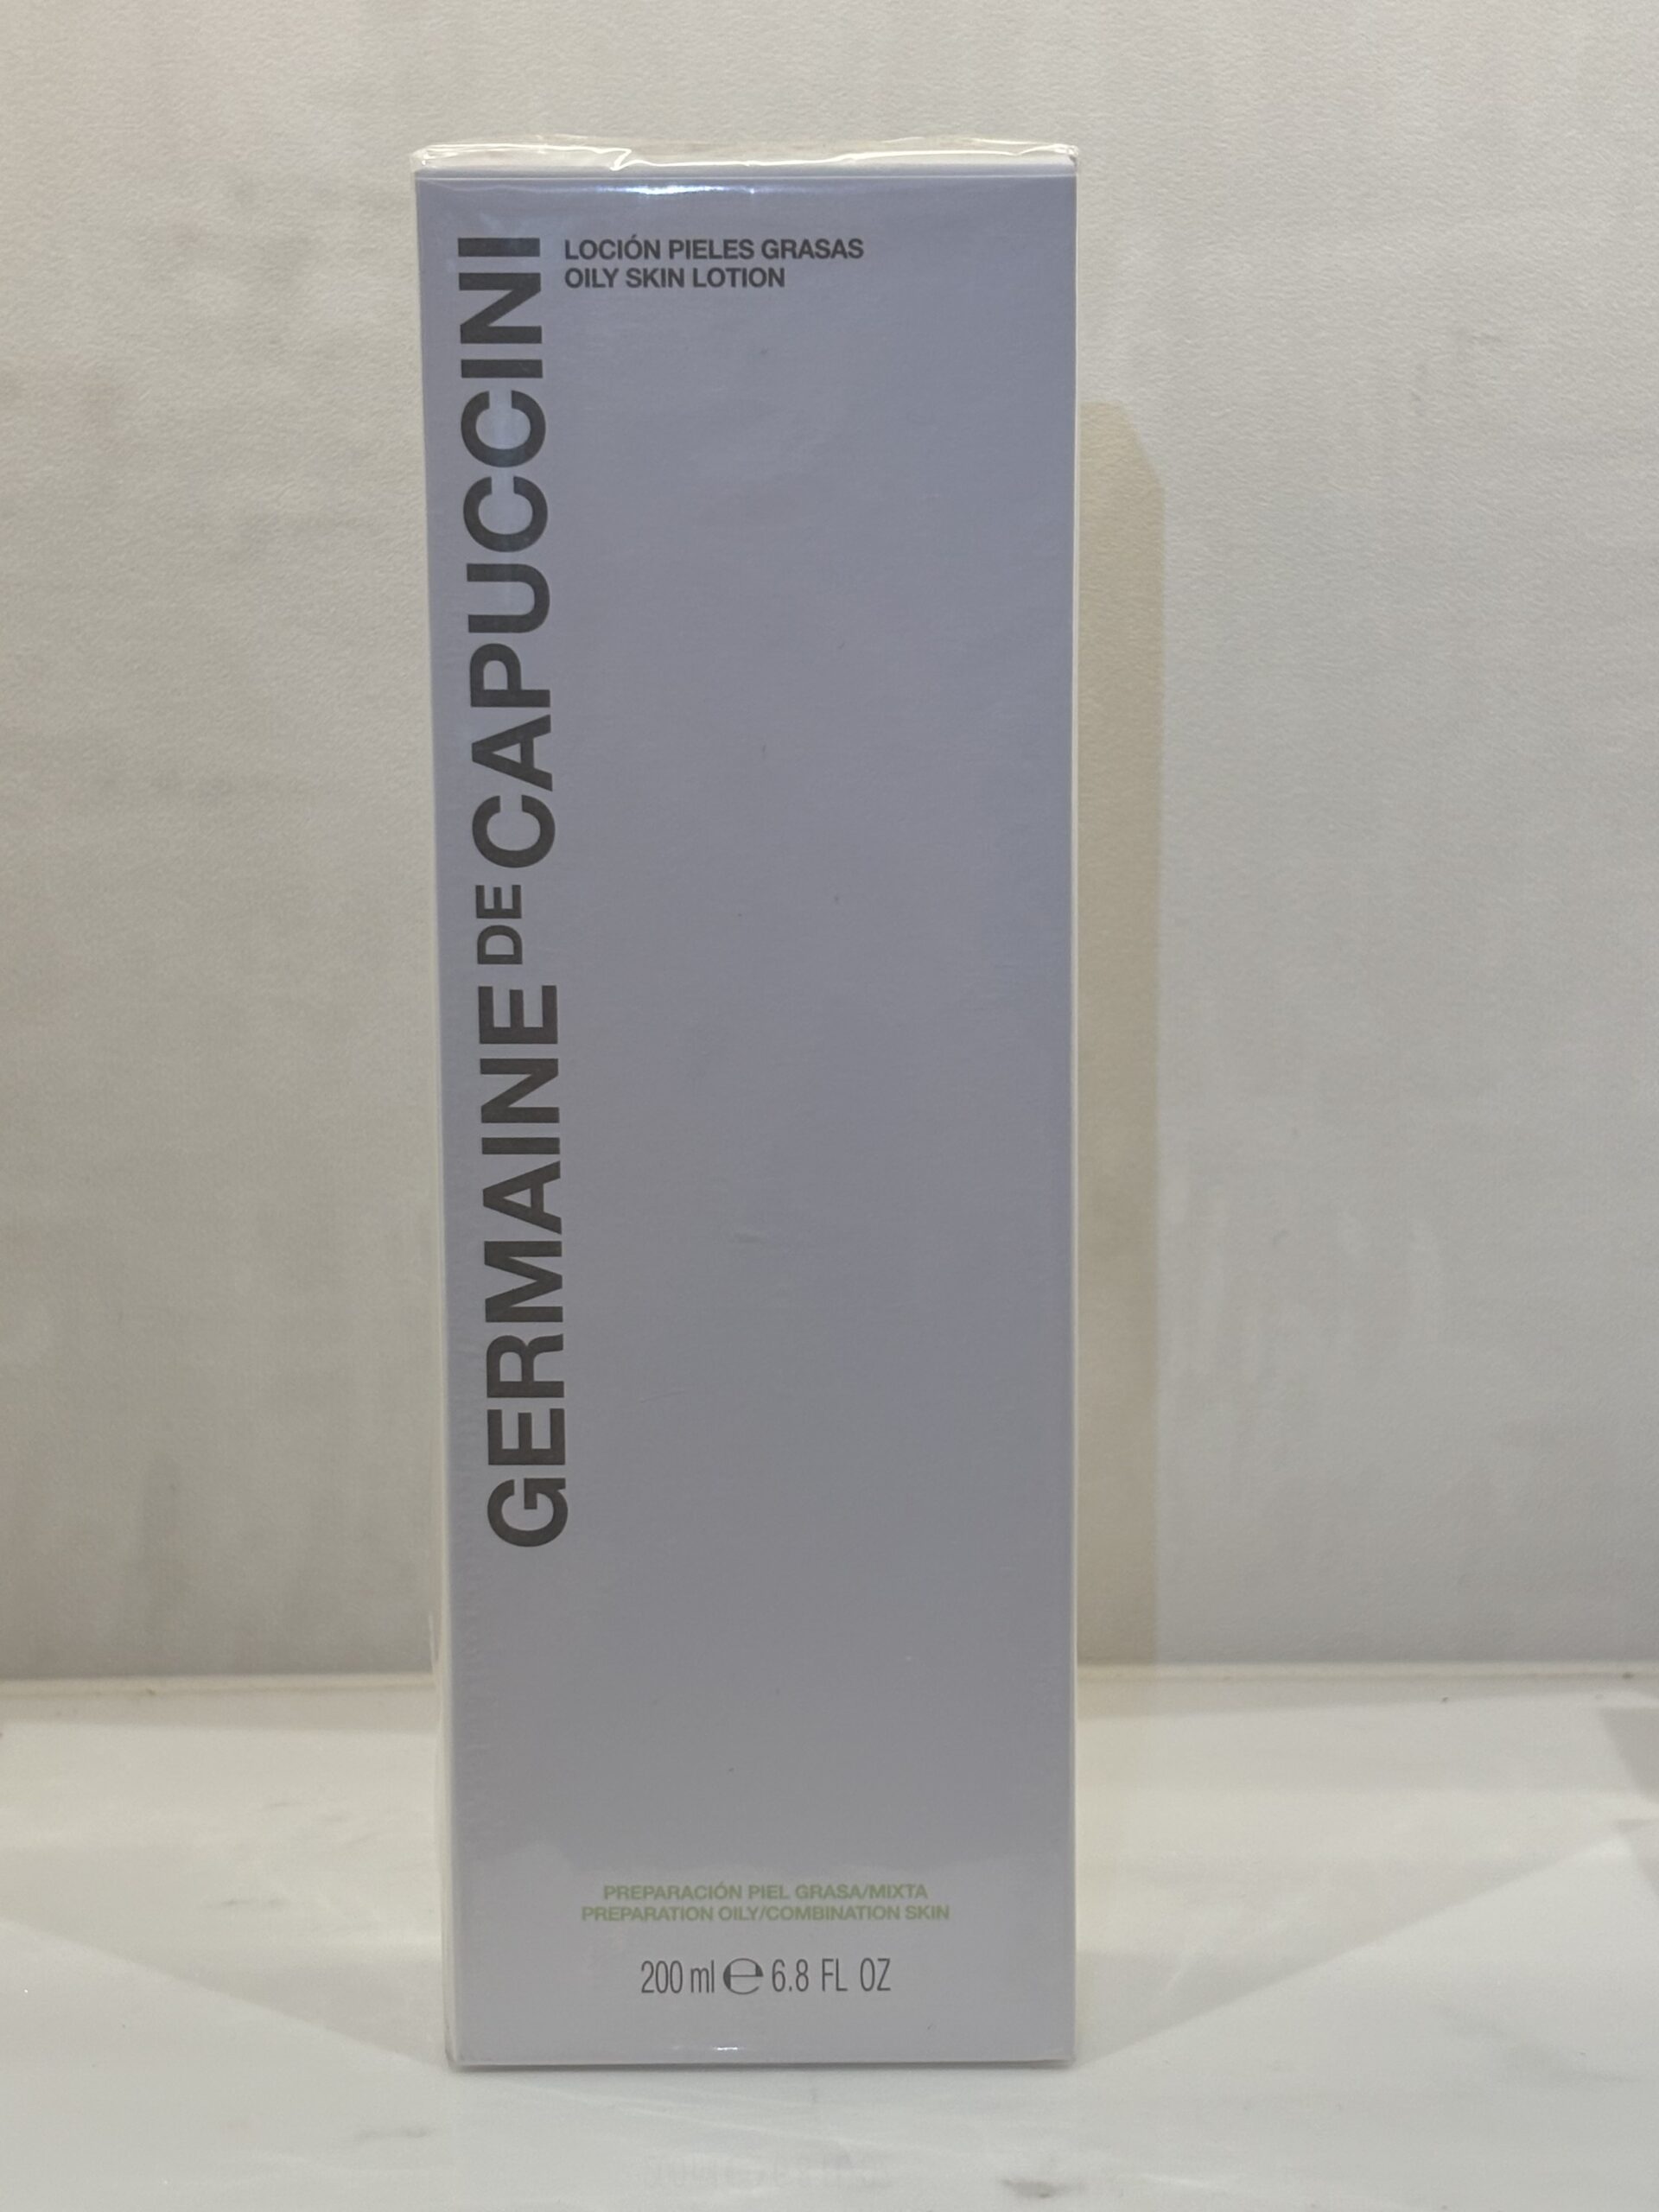 GERMAINE DE CAPUCCINI
LOCIÓN PIELES GRASAS
OILY SKIN LOTION
PREPARACIÓN PIEL GRASA/MIXTA
PREPARATION OILY/COMBINATION SKIN
200 ml ℮ 6.8 FL OZ